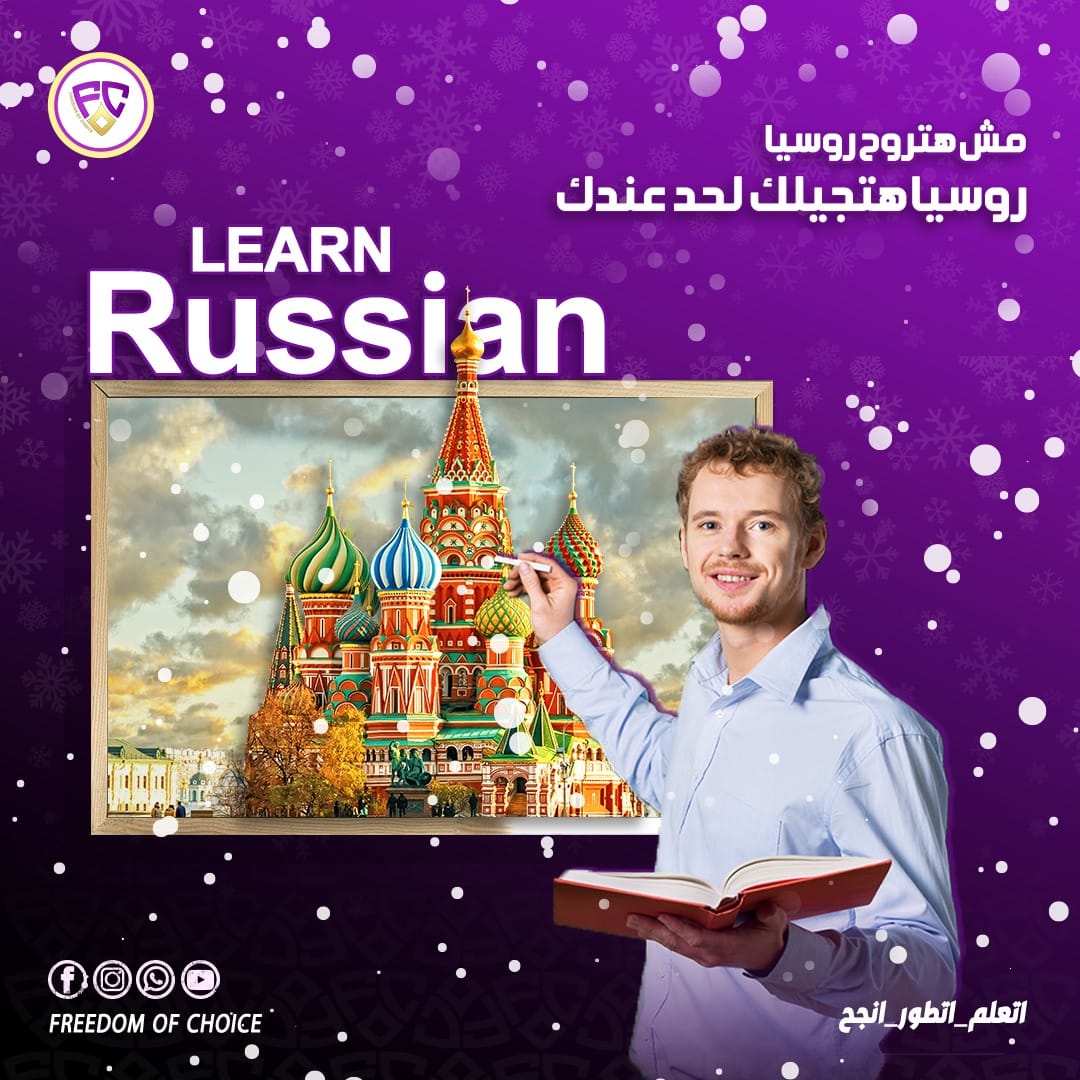 FC
مش هتروح روسيا
روسيا هتجيلك لحد عندك
LEARN
Russian
FREEDOM OF CHOICE
اتعلم_اتطور_انجح